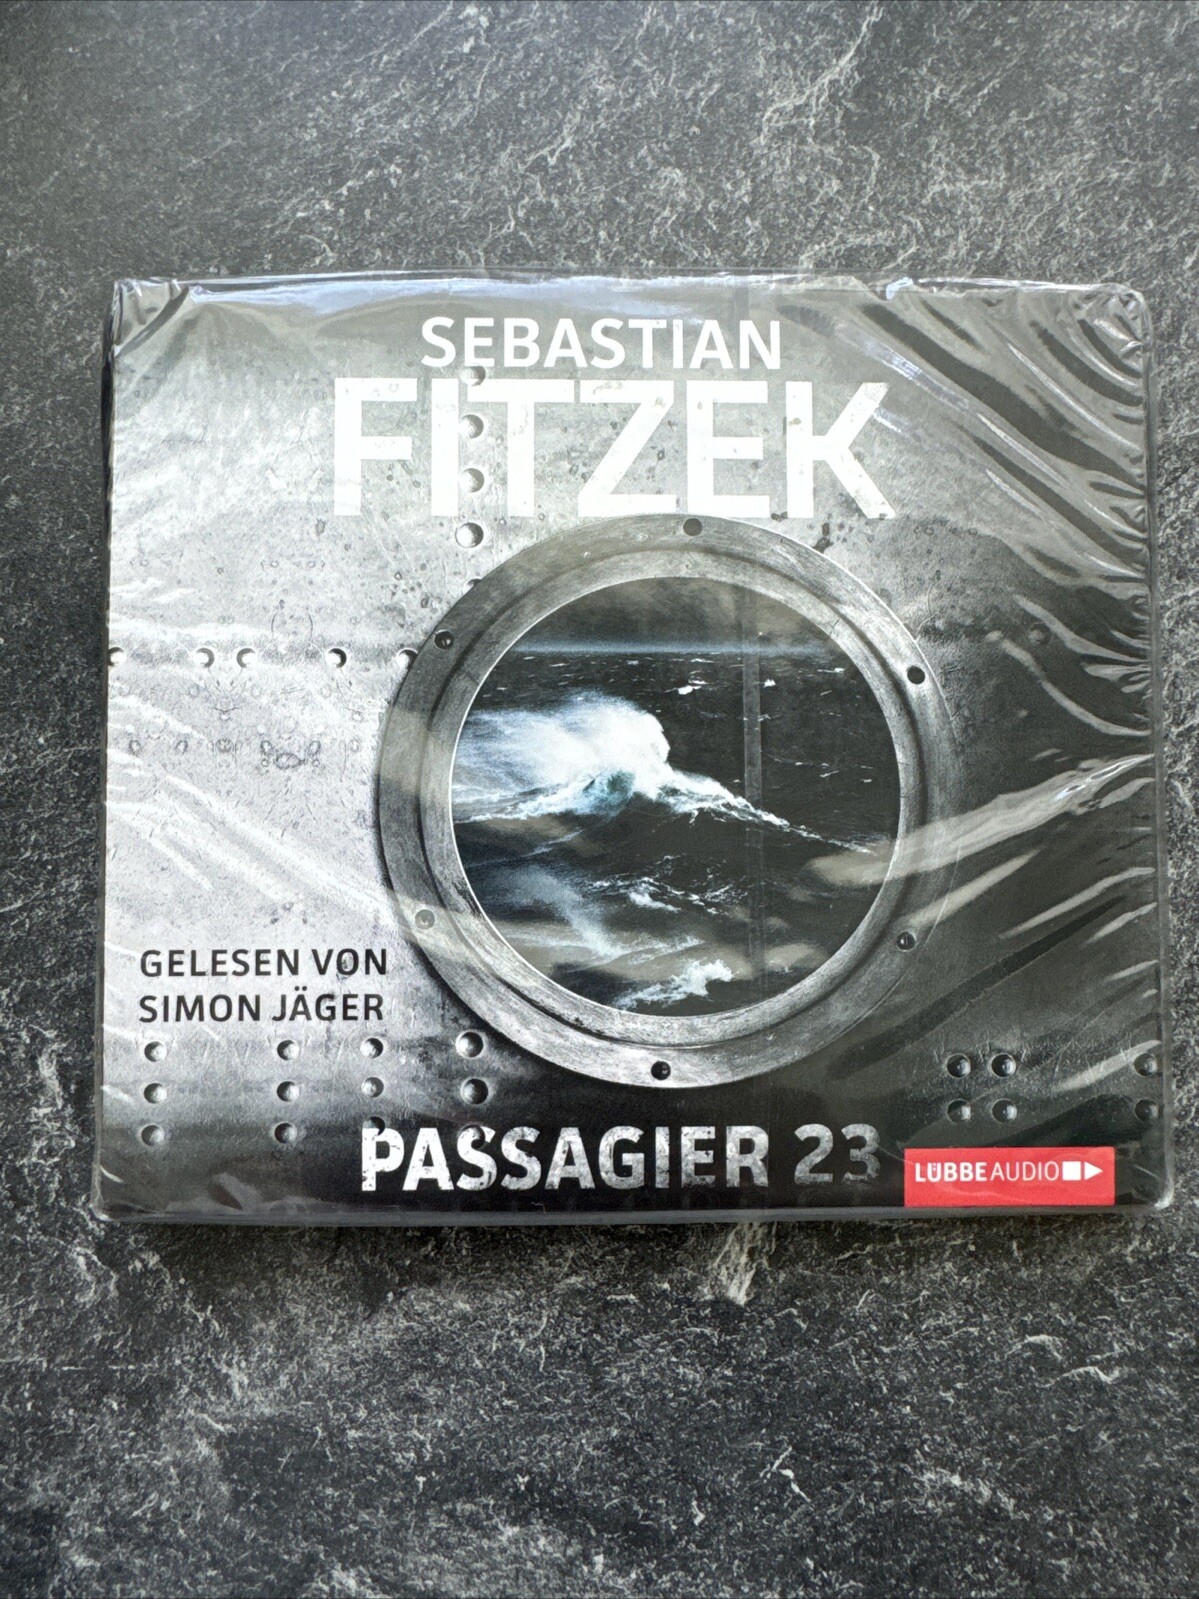 SEBASTIAN
FITZEK
GELESEN VON
SIMON JÄGER
PASSAGIER 23
LÜBBE AUDIO